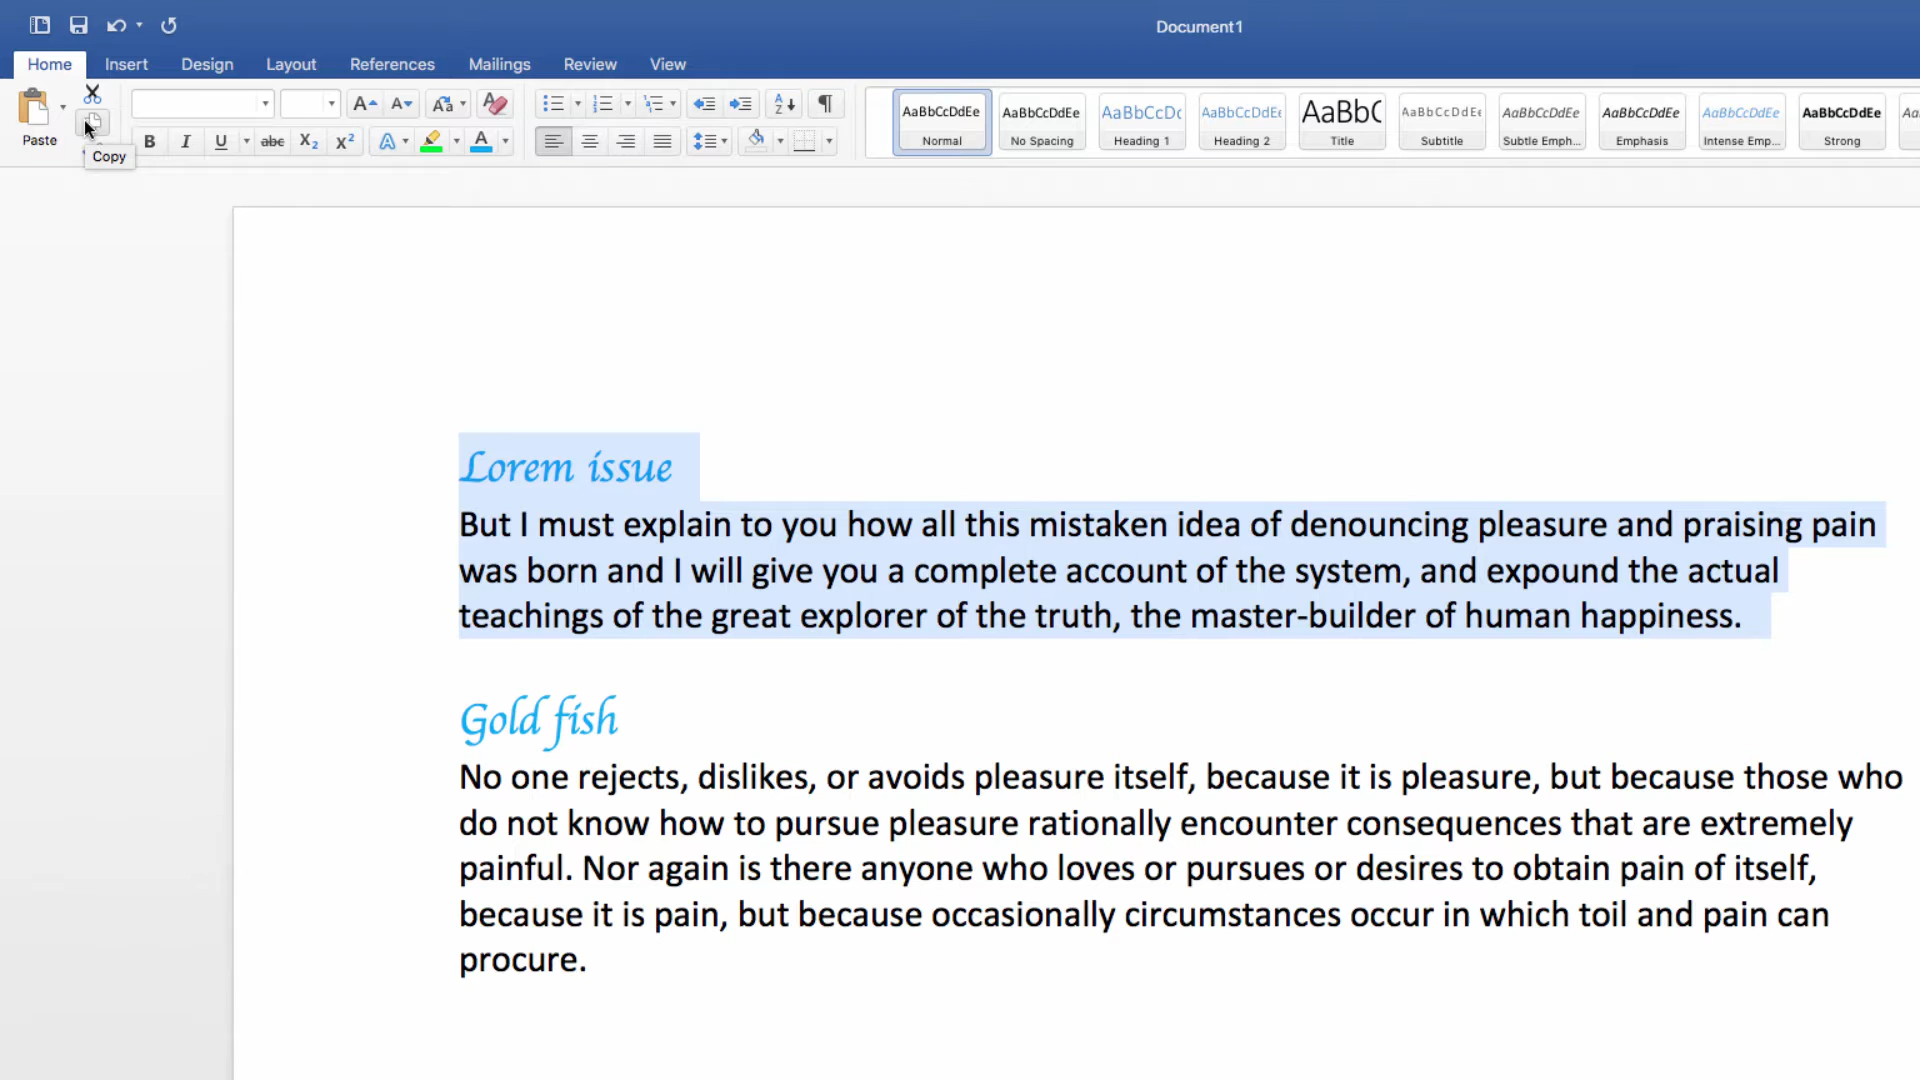 Document1
Home Insert Design Layout References Mailings Review View
Paste
Copy
AaBbCcDdEe AaBbCcDdEe AaBbCcDc AaBbCcDdEe AaBbC AaBbCcDdEe AaBbCcDdEe AaBbCcDdEe AaBbCcDdEe AaBbCcDdEe
Normal No Spacing Heading 1 Heading 2 Title Subtitle Subtle Emph... Emphasis Intense Emp... Strong
Lorem issue
But I must explain to you how all this mistaken idea of denouncing pleasure and praising pain
was born and I will give you a complete account of the system, and expound the actual
teachings of the great explorer of the truth, the master-builder of human happiness.
Gold fish
No one rejects, dislikes, or avoids pleasure itself, because it is pleasure, but because those who
do not know how to pursue pleasure rationally encounter consequences that are extremely
painful. Nor again is there anyone who loves or pursues or desires to obtain pain of itself,
because it is pain, but because occasionally circumstances occur in which toil and pain can
procure.